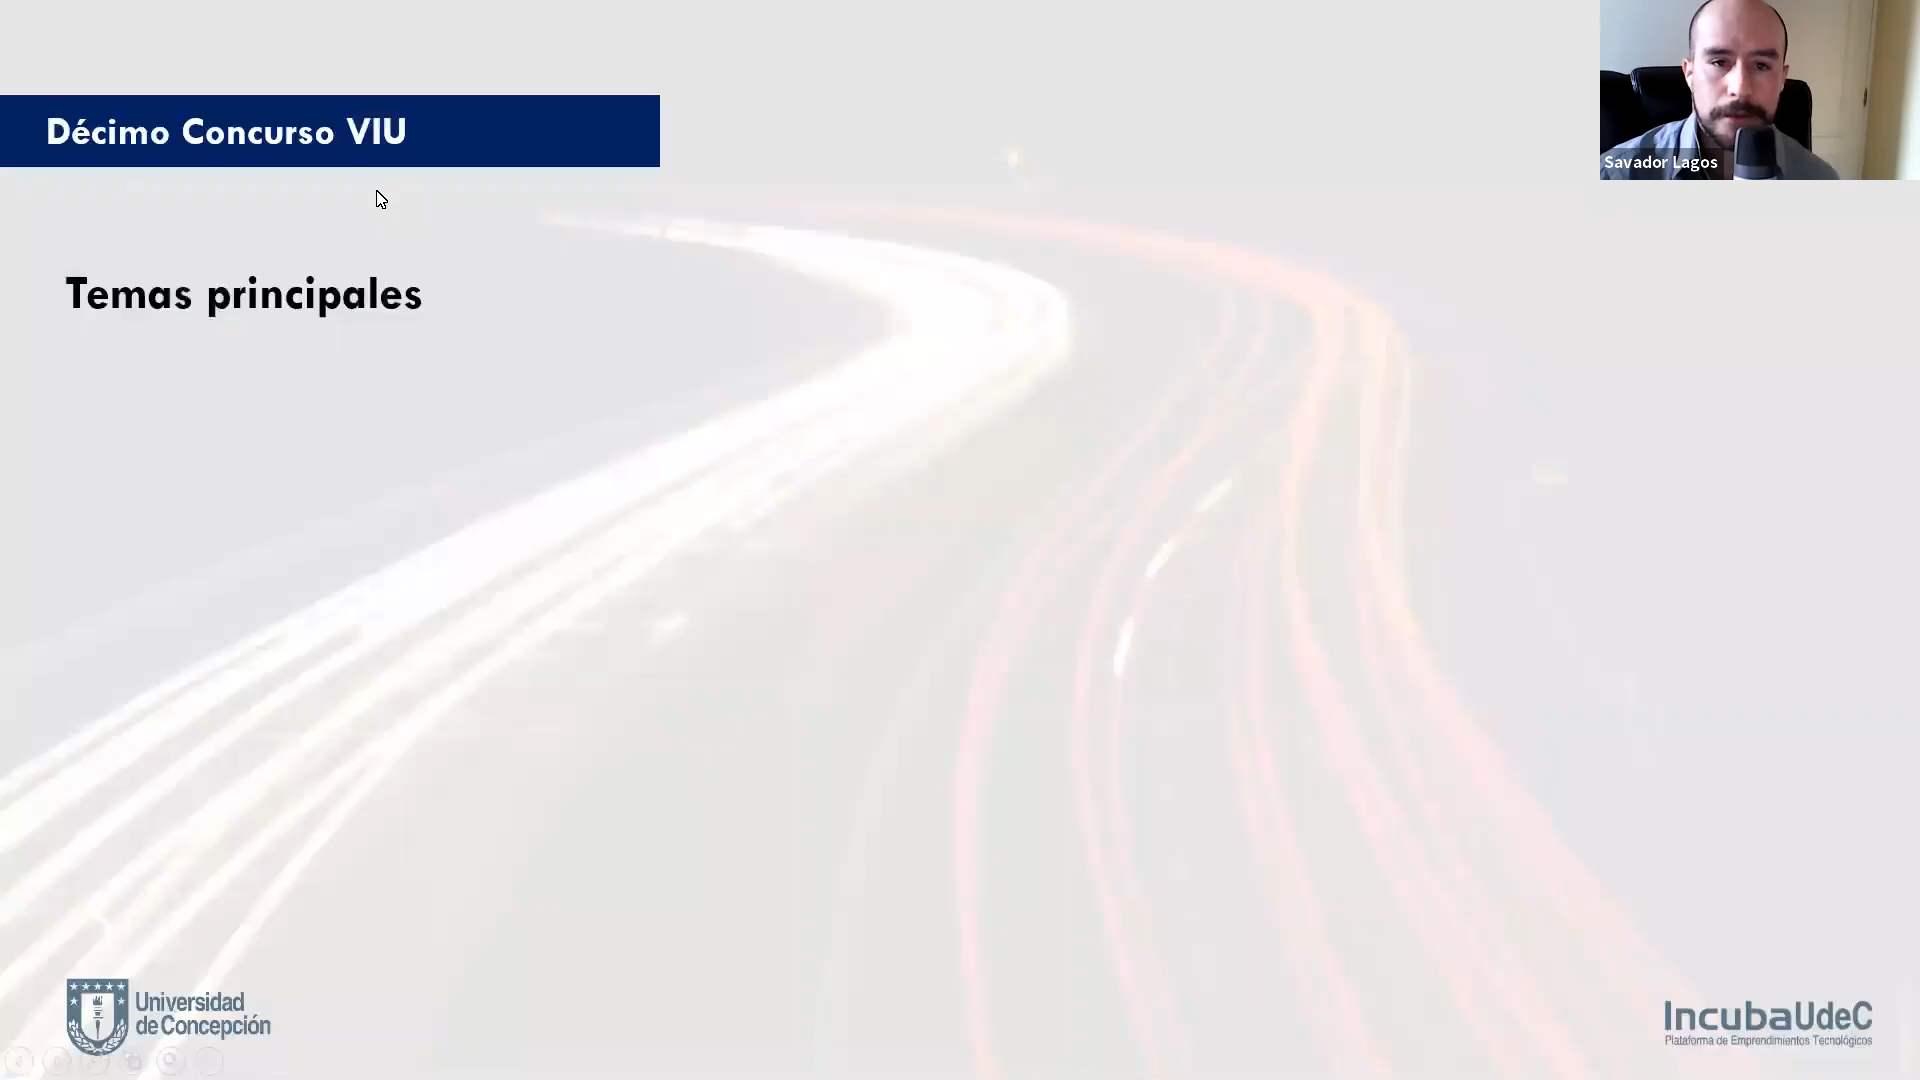 Décimo Concurso VIU
Savador Lagos
Temas principales
Universidad
de Concepción
IncubaUdeC
Plataforma de Emprendimientos Tecnológicos